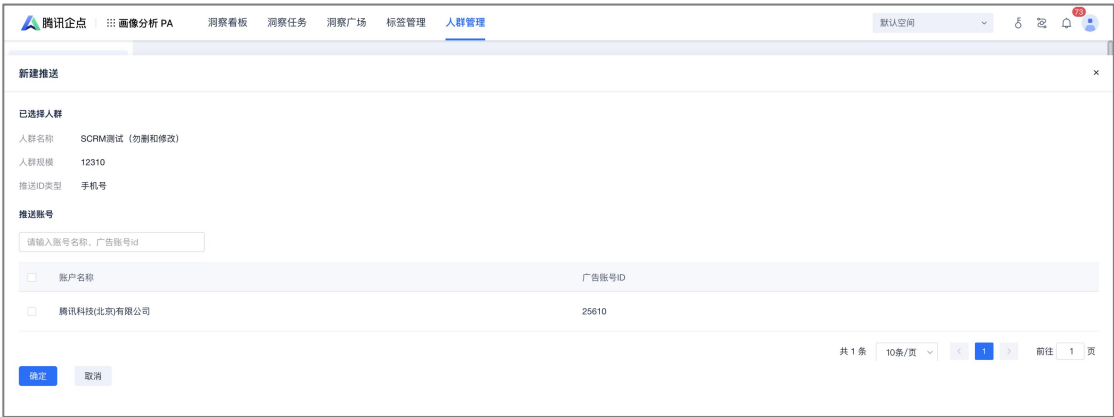 腾讯企点 画像分析 PA 洞察看板 洞察任务 洞察广场 标签管理 人群管理 默认空间 73
新建推送 ×
已选择人群
人群名称 SCRM测试（勿删和修改）
人群规模 12310
推送ID类型 手机号
推送账号
请输入账号名称、广告账号id
账户名称 广告账号ID
腾讯科技(北京)有限公司 25610
共 1 条 10条/页 < 1 > 前往 1 页
确定 取消